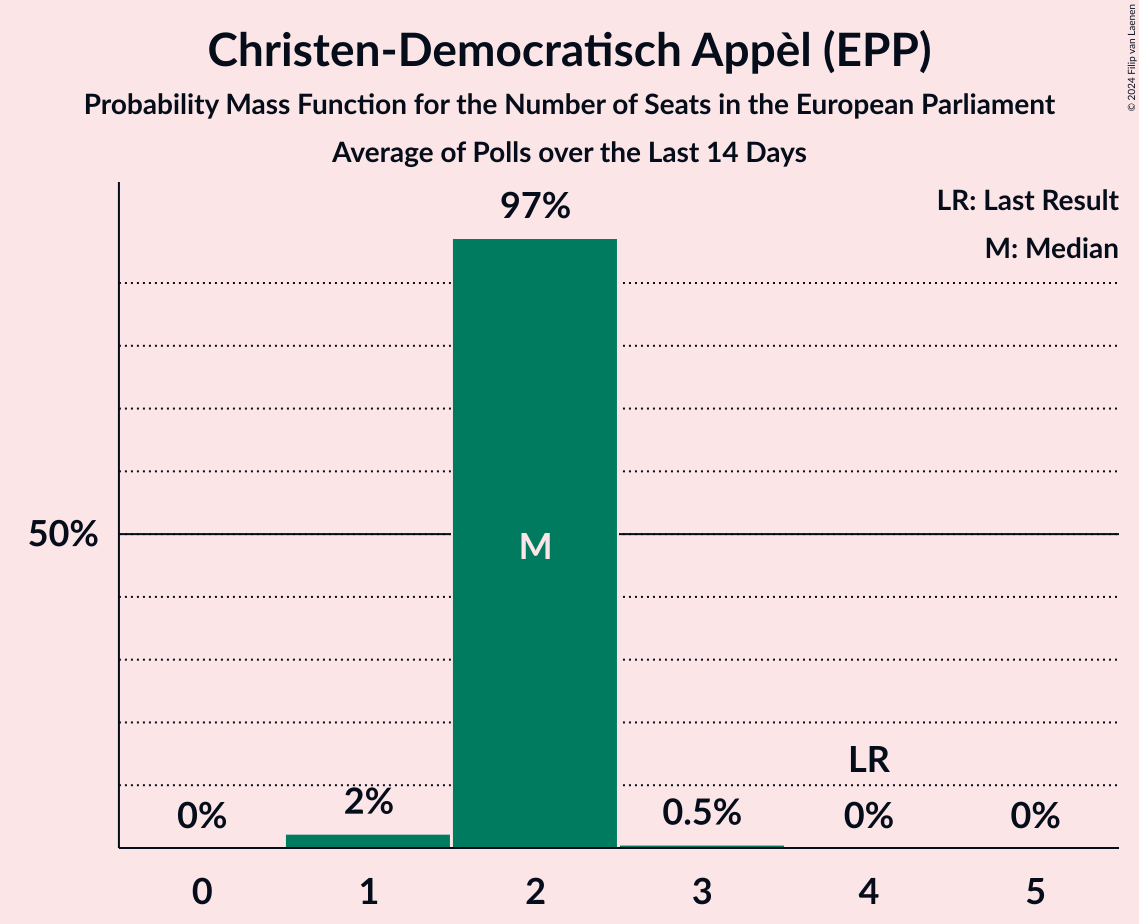 Christen-Democratisch Appèl (EPP)
Probability Mass Function for the Number of Seats in the European Parliament
Average of Polls over the Last 14 Days
© 2024 Filip van Laenen
LR: Last Result
M: Median
97%
50%
M
LR
0%
2%
0.5%
0%
0%
0 1 2 3 4 5